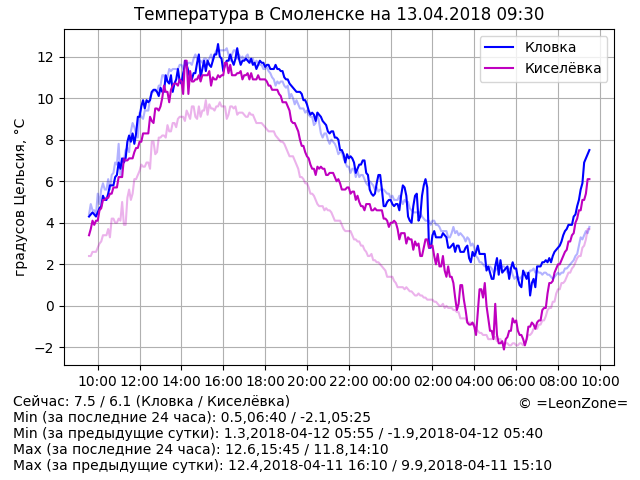 Температура в Смоленске на 13.04.2018 09:30
градусов Цельсия, °C
12
10
8
6
4
2
0
−2
Кловка
Киселёвка
10:00 12:00 14:00 16:00 18:00 20:00 22:00 00:00 02:00 04:00 06:00 08:00 10:00
Сейчас: 7.5 / 6.1 (Кловка / Киселёвка)
© =LeonZone=
Min (за последние 24 часа): 0.5,06:40 / -2.1,05:25
Min (за предыдущие сутки): 1.3,2018-04-12 05:55 / -1.9,2018-04-12 05:40
Max (за последние 24 часа): 12.6,15:45 / 11.8,14:10
Max (за предыдущие сутки): 12.4,2018-04-11 16:10 / 9.9,2018-04-11 15:10